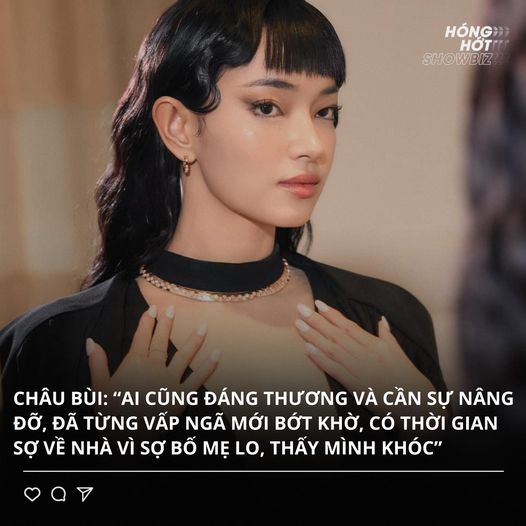 HÓNG
HỚT
SHOWBIZ
CHÂU BÙI: “AI CŨNG ĐÁNG THƯƠNG VÀ CẦN SỰ NÂNG
ĐỠ, ĐÃ TỪNG VẤP NGÃ MỚI BỚT KHỜ, CÓ THỜI GIAN
SỢ VỀ NHÀ VÌ SỢ BỐ MẸ LO, THẤY MÌNH KHÓC”